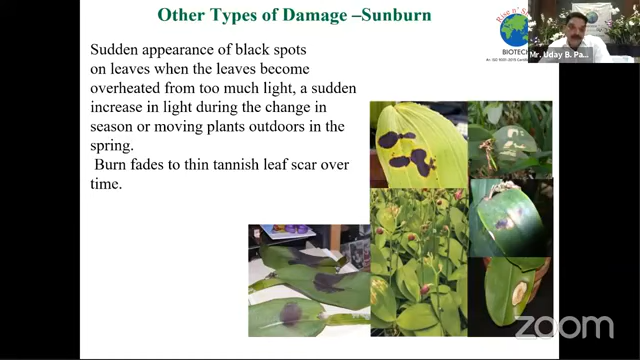 Other Types of Damage –Sunburn
Sudden appearance of black spots
on leaves when the leaves become
overheated from too much light, a sudden
increase in light during the change in
season or moving plants outdoors in the
spring.
Burn fades to thin tannish leaf scar over
time.
BIOTECH
Mr. Uday B. Pa...
zoom